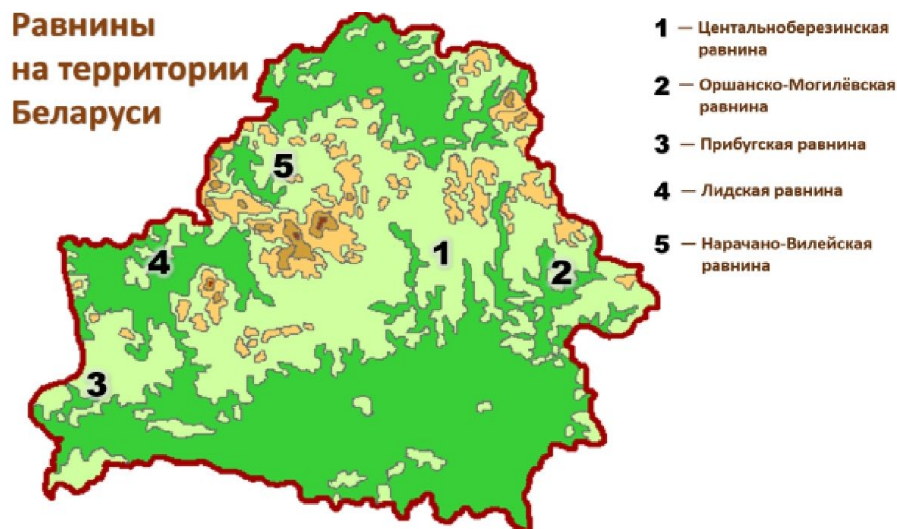 Равнины
на территории
Беларуси
1 — Центальноберезинская
равнина
2 — Оршанско-Могилёвская
равнина
3 — Прибугская равнина
4 — Лидская равнина
5 — Нарачано-Вилейская
равнина
5
4
1
2
3